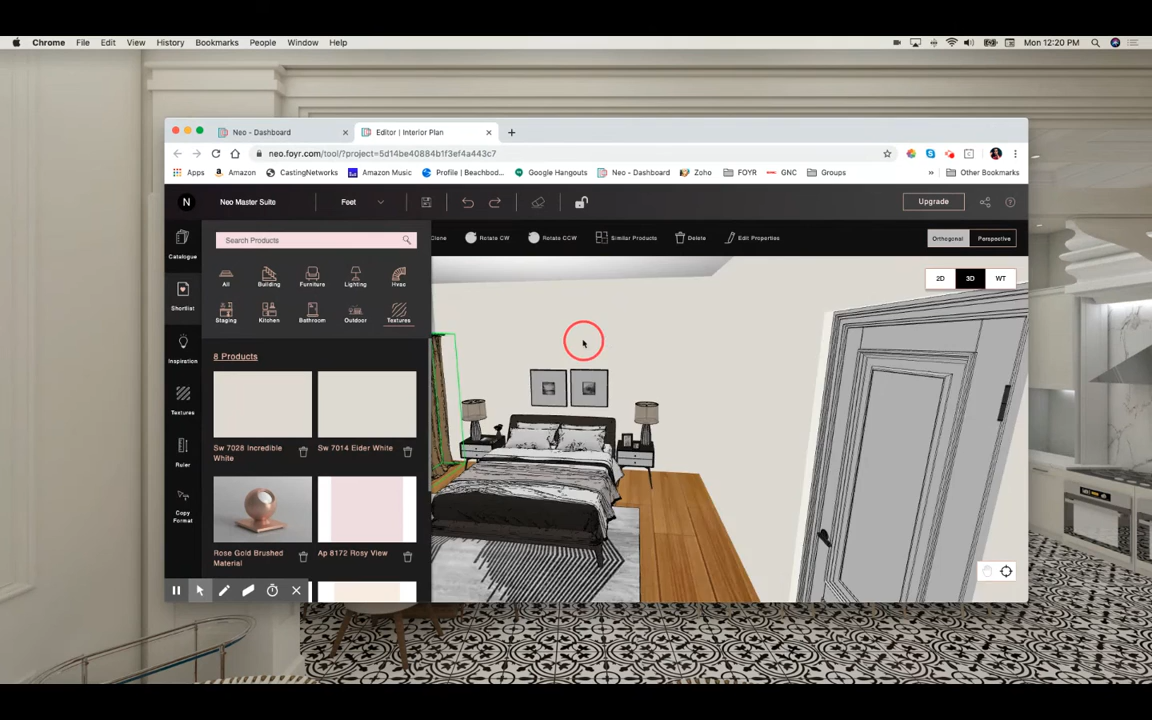 Chrome File Edit View History Bookmarks People Window Help Mon 12:20 PM
Neo - Dashboard Editor | Interior Plan
neo.foyr.com/tool/?project=5d14be40884b1f3ef4a443c7
Apps Amazon CastingNetworks Amazon Music Profile | Beachbod... Google Hangouts Neo - Dashboard Zoho FOYR GNC Groups » Other Bookmarks
N Neo Master Suite Feet Upgrade
Catalogue
Search Products
Clone Rotate CW Rotate CCW Similar Products Delete Edit Properties Orthogonal Perspective
All Building Furniture Lighting Hvac
2D 3D WT
Shortlist
Staging Kitchen Bathroom Outdoor Textures
Inspiration
8 Products
Textures
Sw 7028 Incredible White
Sw 7014 Eider White
Ruler
Copy Format
Rose Gold Brushed Material
Ap 8172 Rosy View